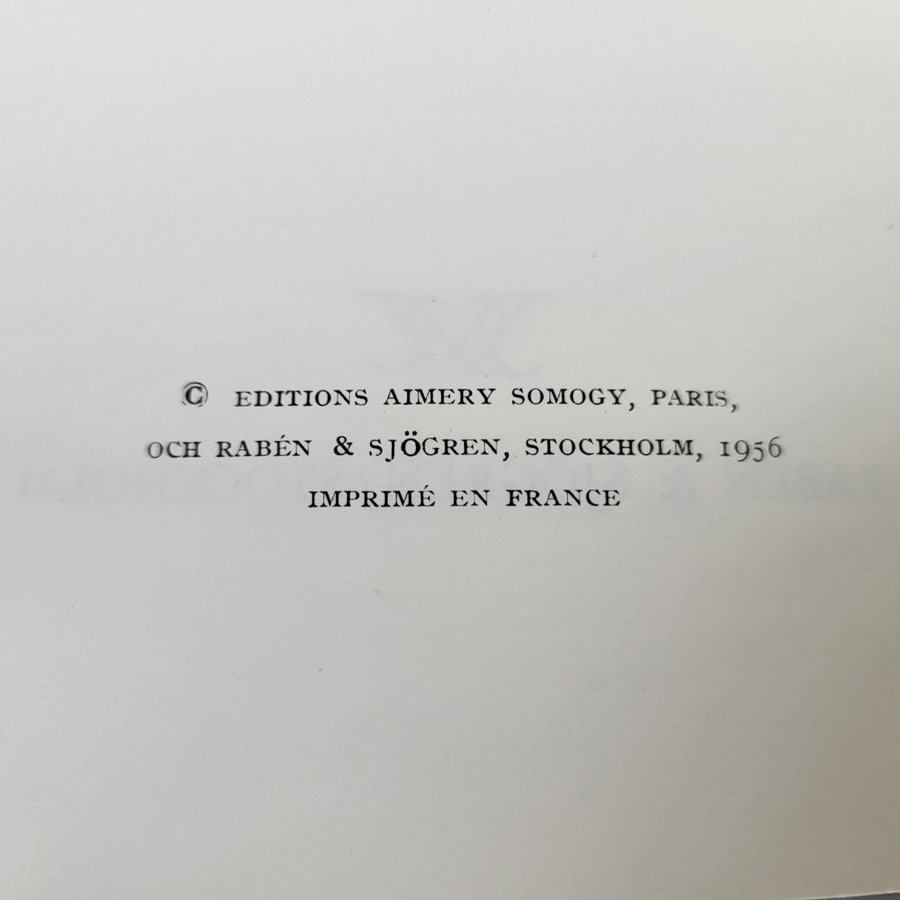 © EDITIONS AIMERY SOMOGY, PARIS,
OCH RABÉN & SJÖGREN, STOCKHOLM, 1956
IMPRIMÉ EN FRANCE